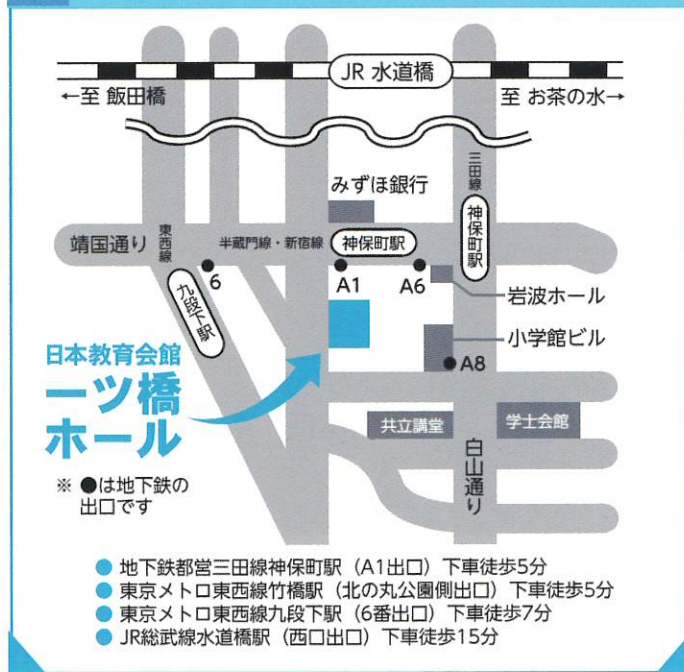 JR 水道橋
←至 飯田橋
至 お茶の水→
みずほ銀行
三田線
神保町駅
靖国通り
東西線
半蔵門線・新宿線
神保町駅
九段下駅
6
A1
A6
岩波ホール
小学館ビル
A8
日本教育会館
一ツ橋
ホール
共立講堂
学士会館
白山通り
※ ●は地下鉄の
出口です
● 地下鉄都営三田線神保町駅（A1出口）下車徒歩5分
● 東京メトロ東西線竹橋駅（北の丸公園側出口）下車徒歩5分
● 東京メトロ東西線九段下駅（6番出口）下車徒歩7分
● JR総武線水道橋駅（西口出口）下車徒歩15分